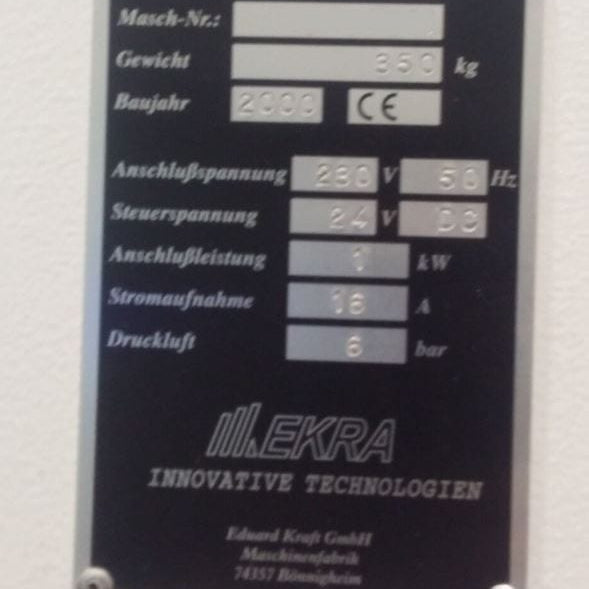 Masch-Nr.:
Gewicht 350 kg
Baujahr 2000 CE
Anschlußspannung 230 V 50 Hz
Steuerspannung 24 V DC
Anschlußleistung 1 kW
Stromaufnahme 16 A
Druckluft 6 bar
EKRA
INNOVATIVE TECHNOLOGIEN
Eduard Kraft GmbH
Maschinenfabrik
74357 Bönnigheim